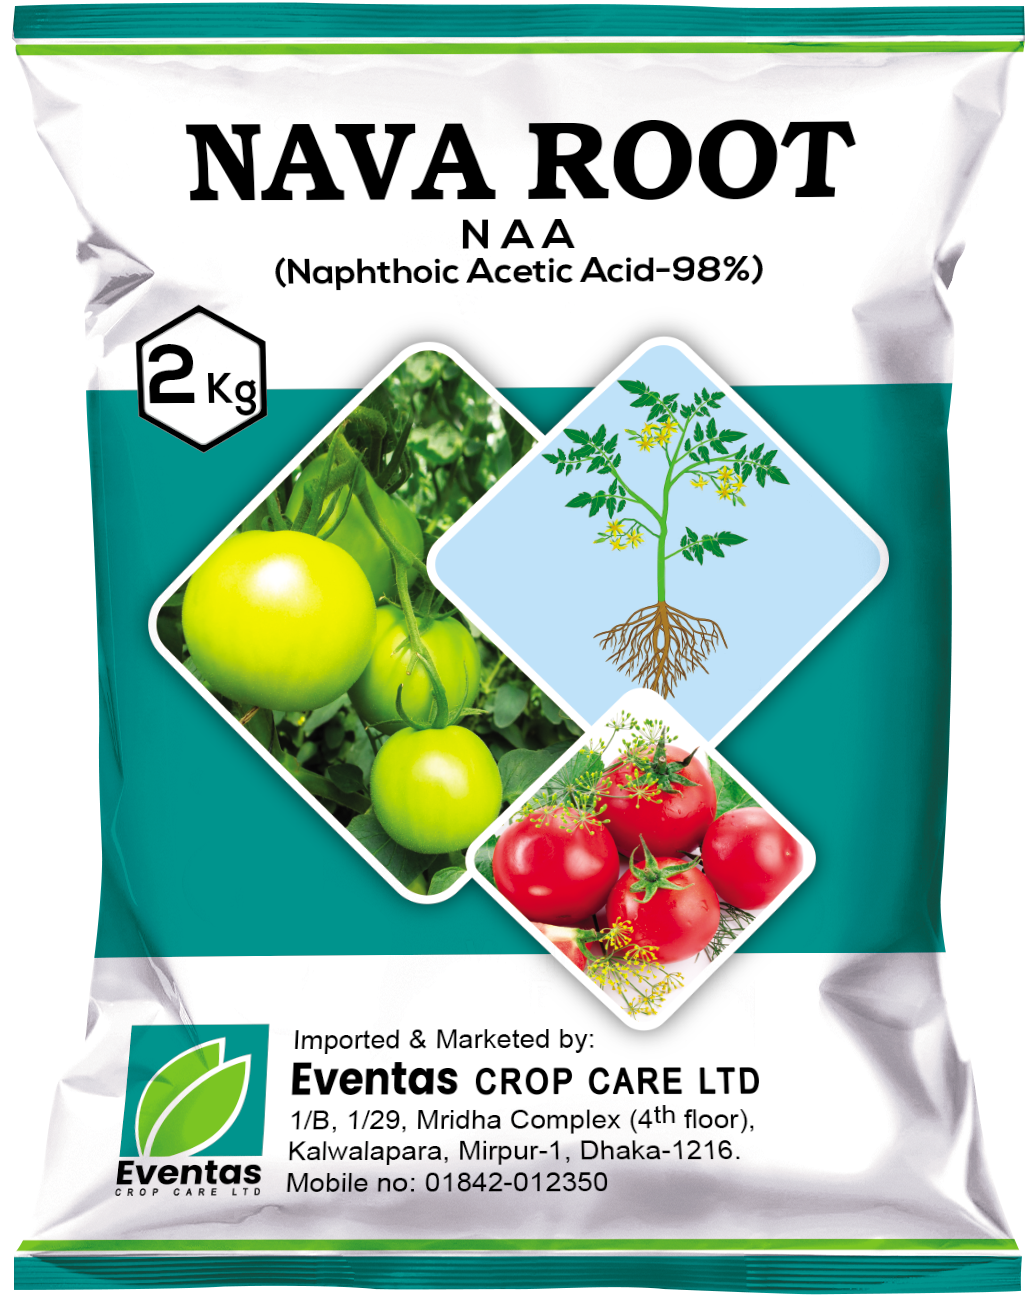 NAVA ROOT
NAA
(Naphthoic Acetic Acid-98%)
2 Kg
Imported & Marketed by:
Eventas CROP CARE LTD
1/B, 1/29, Mridha Complex (4th floor),
Kalwalapara, Mirpur-1, Dhaka-1216.
Mobile no: 01842-012350
Eventas
CROP CARE LTD